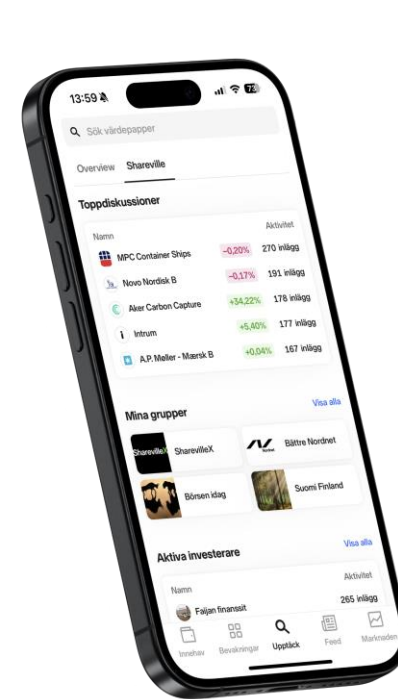 13:59
73
Sök värdepapper
Overview Shareville
Toppdiskussioner
Namn Aktivitet
MPC Container Ships -0,20% 270 inlägg
Novo Nordisk B -0,17% 191 inlägg
Aker Carbon Capture +34,22% 178 inlägg
Intrum +5,40% 177 inlägg
A.P. Møller - Mærsk B +0,04% 167 inlägg
Mina grupper Visa alla
SharevilleX SharevilleX
Nordnet Bättre Nordnet
Börsen idag Suomi Finland
Aktiva investerare Visa alla
Namn Aktivitet
Faijan finanssit 265 inlägg
Innehav Bevakningar Upptäck Feed Marknaden